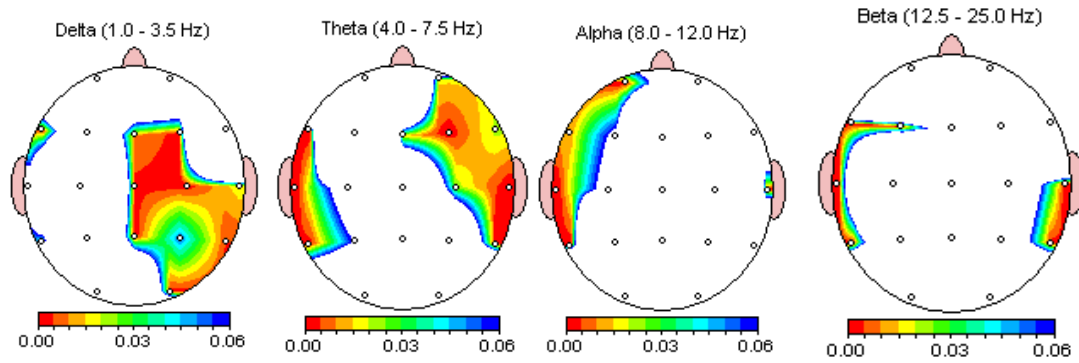 Delta (1.0 - 3.5 Hz)
Theta (4.0 - 7.5 Hz)
Alpha (8.0 - 12.0 Hz)
Beta (12.5 - 25.0 Hz)
0.00 0.03 0.06
0.00 0.03 0.06
0.00 0.03 0.06
0.00 0.03 0.06